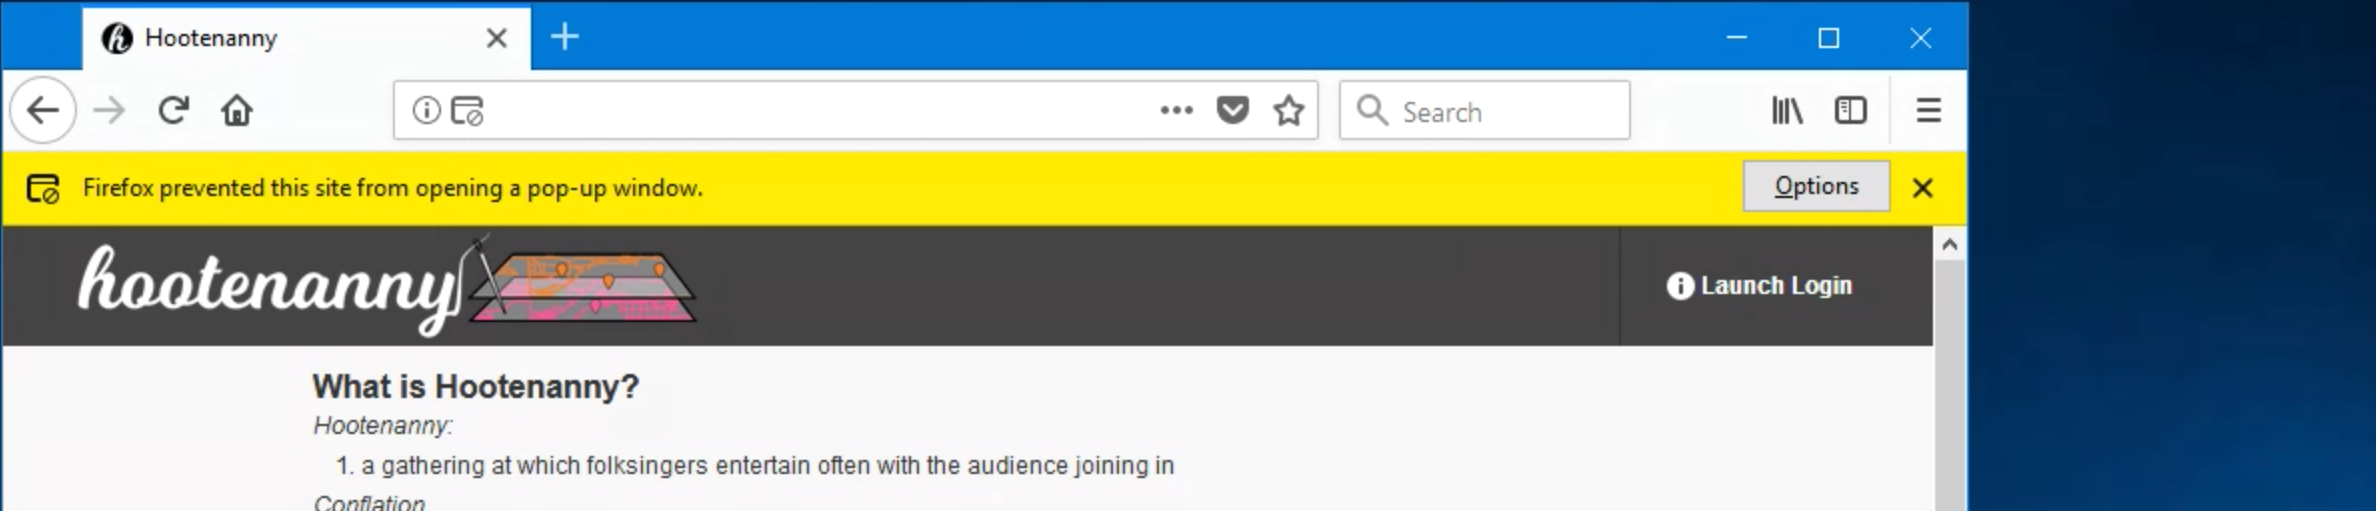 Hootenanny
Search
Firefox prevented this site from opening a pop-up window.
Options
hootenanny
Launch Login
What is Hootenanny?
Hootenanny:
1. a gathering at which folksingers entertain often with the audience joining in
Conflation